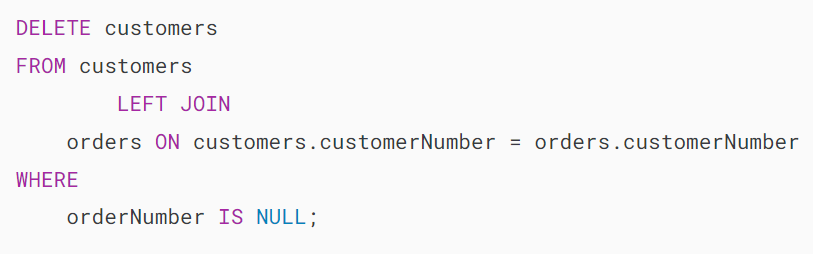 DELETE customers
FROM customers
        LEFT JOIN
    orders ON customers.customerNumber = orders.customerNumber
WHERE
    orderNumber IS NULL;